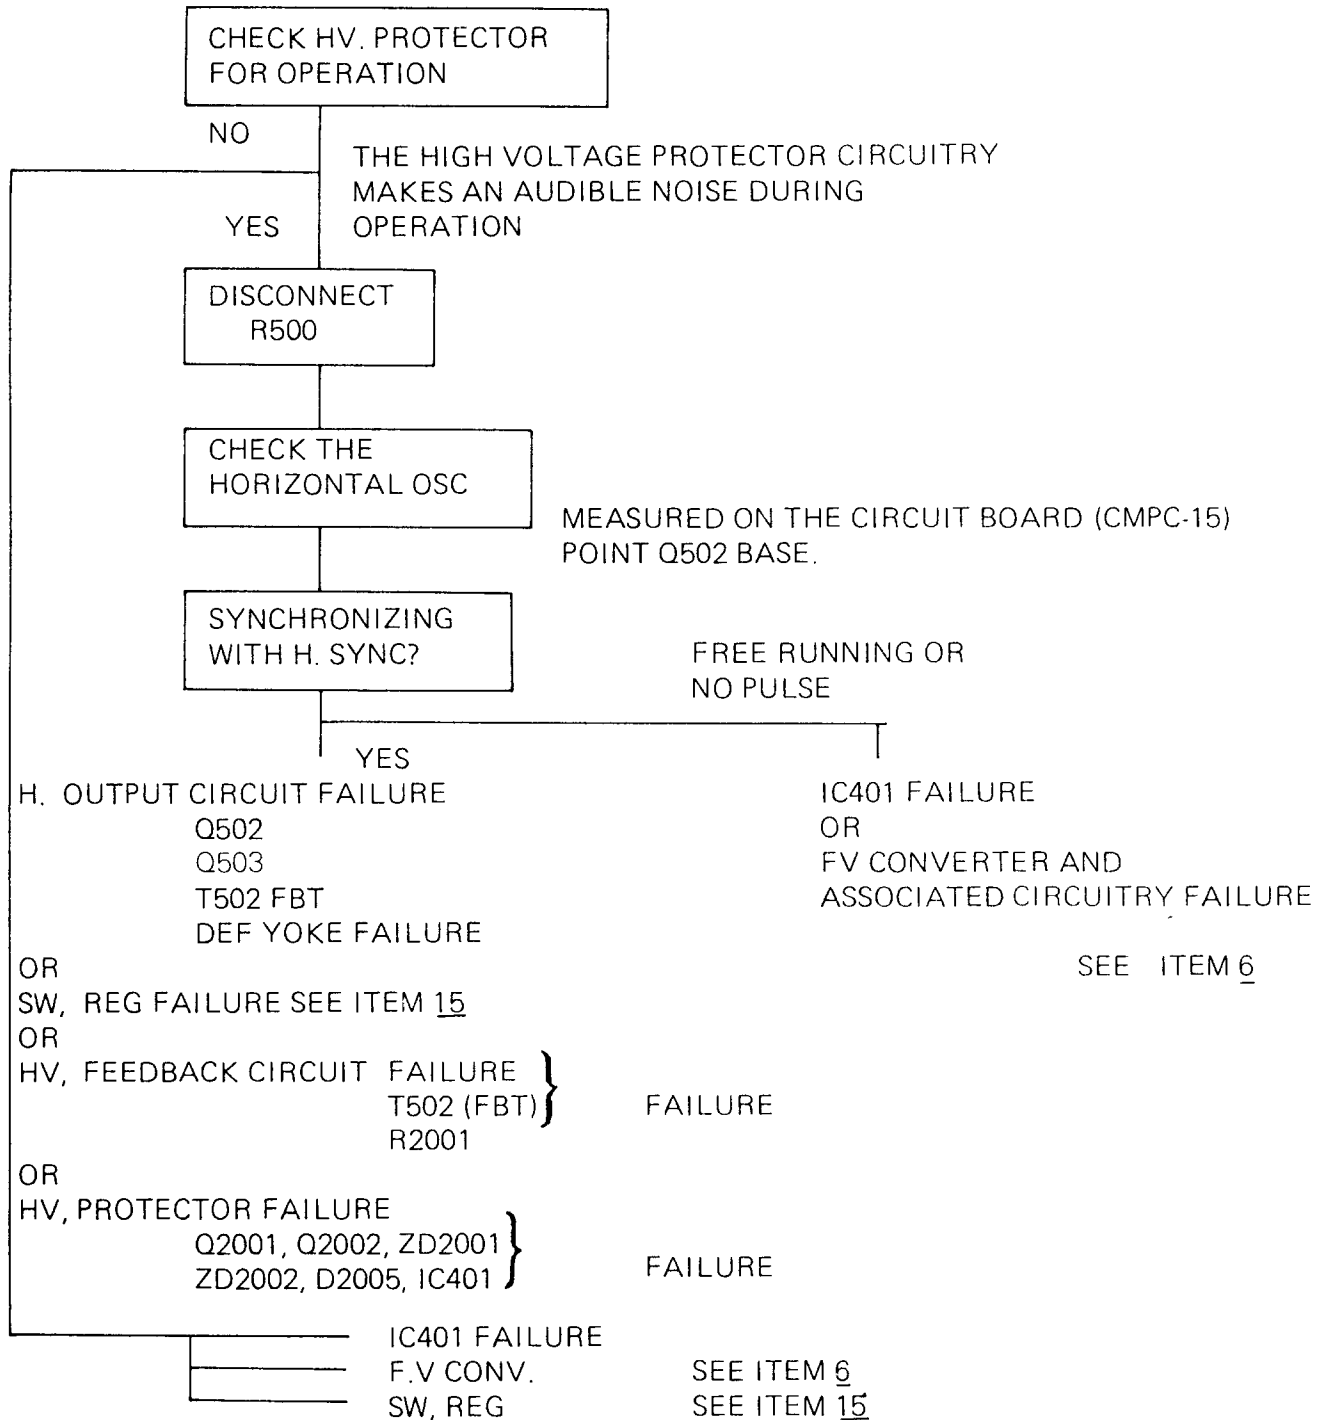 CHECK HV. PROTECTOR
FOR OPERATION
NO
THE HIGH VOLTAGE PROTECTOR CIRCUITRY
MAKES AN AUDIBLE NOISE DURING
OPERATION
YES
DISCONNECT
R500
CHECK THE
HORIZONTAL OSC
MEASURED ON THE CIRCUIT BOARD (CMPC-15)
POINT Q502 BASE.
SYNCHRONIZING
WITH H. SYNC?
FREE RUNNING OR
NO PULSE
YES
H. OUTPUT CIRCUIT FAILURE
Q502
Q503
T502 FBT
DEF YOKE FAILURE
IC401 FAILURE
OR
FV CONVERTER AND
ASSOCIATED CIRCUITRY FAILURE
SEE ITEM 6
OR
SW, REG FAILURE SEE ITEM 15
OR
HV, FEEDBACK CIRCUIT FAILURE
T502 (FBT)
R2001
FAILURE
OR
HV, PROTECTOR FAILURE
Q2001, Q2002, ZD2001
ZD2002, D2005, IC401
FAILURE
IC401 FAILURE
F.V CONV. SEE ITEM 6
SW, REG SEE ITEM 15